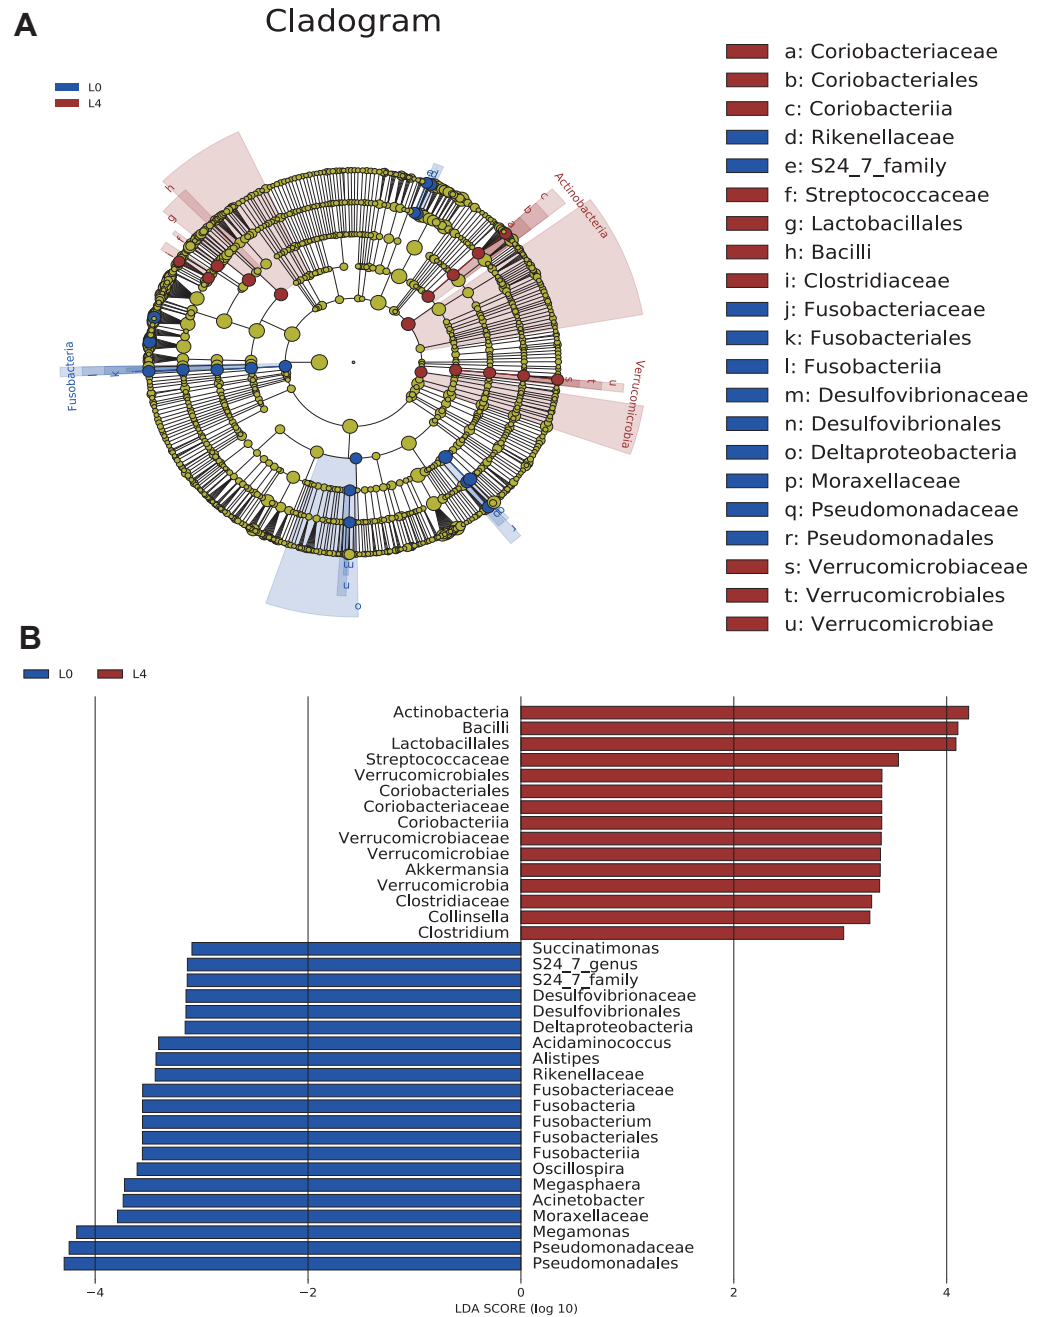 A
Cladogram
L0
L4
a: Coriobacteriaceae
b: Coriobacteriales
c: Coriobacteriia
d: Rikenellaceae
e: S24_7_family
f: Streptococcaceae
g: Lactobacillales
h: Bacilli
i: Clostridiaceae
j: Fusobacteriaceae
k: Fusobacteriales
l: Fusobacteriia
m: Desulfovibrionaceae
n: Desulfovibrionales
o: Deltaproteobacteria
p: Moraxellaceae
q: Pseudomonadaceae
r: Pseudomonadales
s: Verrucomicrobiaceae
t: Verrucomicrobiales
u: Verrucomicrobiae
Actinobacteria
Verrucomicrobia
Fusobacteria
h
g
f
d
c
b
a
l
k
j
s
t
u
m
n
o
B
L0
L4
Actinobacteria
Bacilli
Lactobacillales
Streptococcaceae
Verrucomicrobiales
Coriobacteriales
Coriobacteriaceae
Coriobacteriia
Verrucomicrobiaceae
Verrucomicrobiae
Akkermansia
Verrucomicrobia
Clostridiaceae
Collinsella
Clostridium
Succinatimonas
S24_7_genus
S24_7_family
Desulfovibrionaceae
Desulfovibrionales
Deltaproteobacteria
Acidaminococcus
Alistipes
Rikenellaceae
Fusobacteriaceae
Fusobacteria
Fusobacterium
Fusobacteriales
Fusobacteriia
Oscillospira
Megasphaera
Acinetobacter
Moraxellaceae
Megamonas
Pseudomonadaceae
Pseudomonadales
−4 −2 0 2 4
LDA SCORE (log 10)